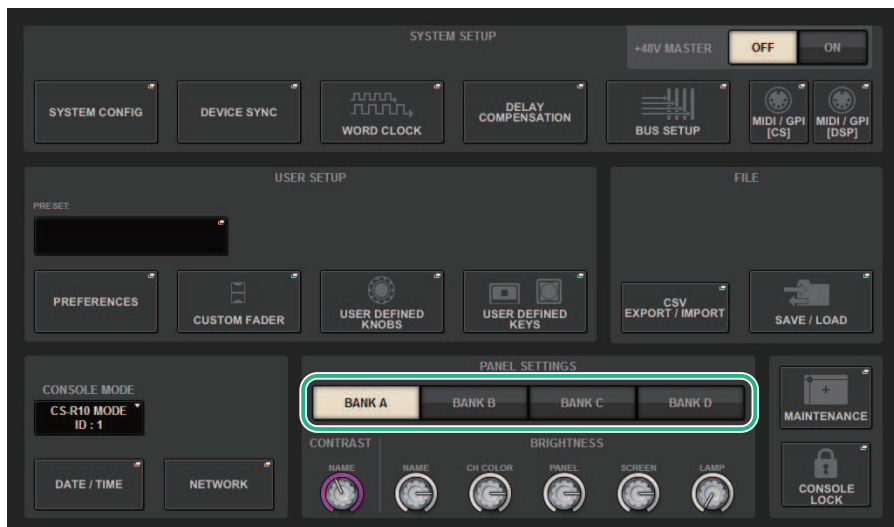 SYSTEM SETUP
+48V MASTER
OFF
ON
SYSTEM CONFIG
DEVICE SYNC
WORD CLOCK
DELAY
COMPENSATION
BUS SETUP
MIDI / GPI
[CS]
MIDI / GPI
[DSP]
USER SETUP
PRESET
PREFERENCES
CUSTOM FADER
USER DEFINED
KNOBS
USER DEFINED
KEYS
FILE
CSV
EXPORT / IMPORT
SAVE / LOAD
CONSOLE MODE
CS-R10 MODE
ID : 1
DATE / TIME
NETWORK
PANEL SETTINGS
BANK A
BANK B
BANK C
BANK D
CONTRAST
BRIGHTNESS
NAME
NAME
CH COLOR
PANEL
SCREEN
LAMP
MAINTENANCE
CONSOLE
LOCK